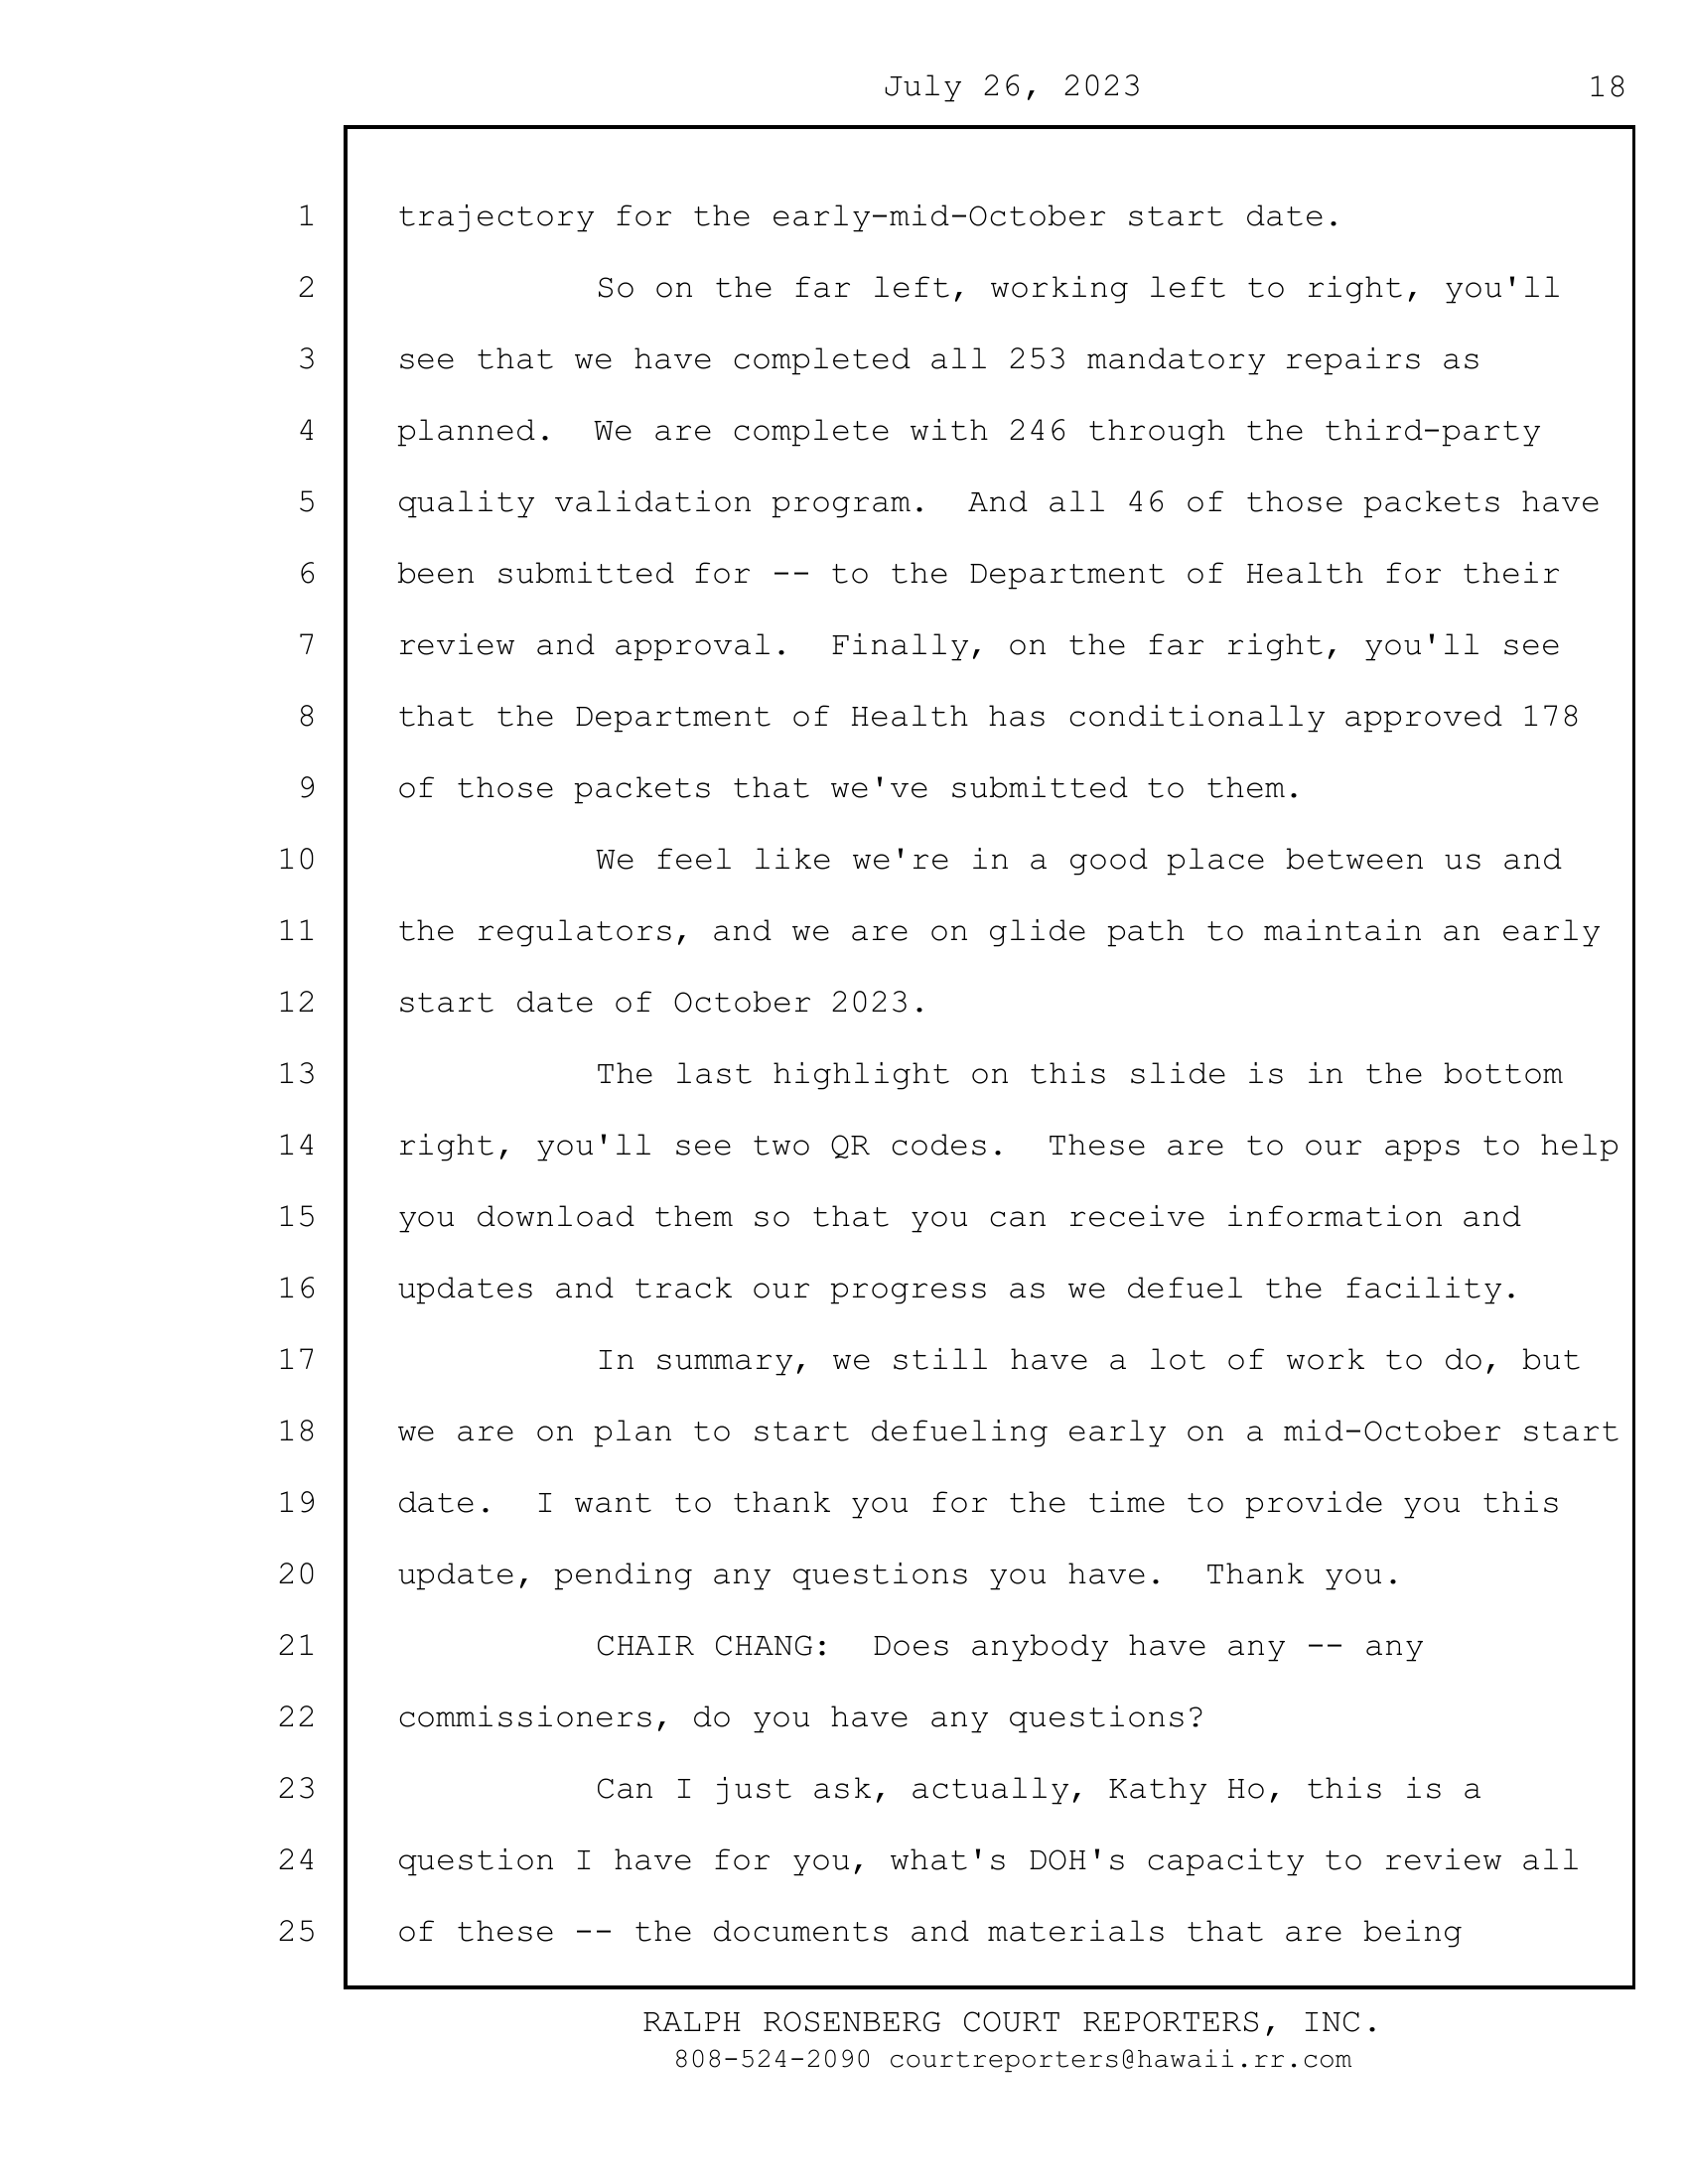 July 26, 2023 18
1 trajectory for the early-mid-October start date.
2 So on the far left, working left to right, you'll
3 see that we have completed all 253 mandatory repairs as
4 planned.  We are complete with 246 through the third-party
5 quality validation program.  And all 46 of those packets have
6 been submitted for -- to the Department of Health for their
7 review and approval.  Finally, on the far right, you'll see
8 that the Department of Health has conditionally approved 178
9 of those packets that we've submitted to them.
10 We feel like we're in a good place between us and
11 the regulators, and we are on glide path to maintain an early
12 start date of October 2023.
13 The last highlight on this slide is in the bottom
14 right, you'll see two QR codes.  These are to our apps to help
15 you download them so that you can receive information and
16 updates and track our progress as we defuel the facility.
17 In summary, we still have a lot of work to do, but
18 we are on plan to start defueling early on a mid-October start
19 date.  I want to thank you for the time to provide you this
20 update, pending any questions you have.  Thank you.
21 CHAIR CHANG:  Does anybody have any -- any
22 commissioners, do you have any questions?
23 Can I just ask, actually, Kathy Ho, this is a
24 question I have for you, what's DOH's capacity to review all
25 of these -- the documents and materials that are being
RALPH ROSENBERG COURT REPORTERS, INC.
808-524-2090 courtreporters@hawaii.rr.com